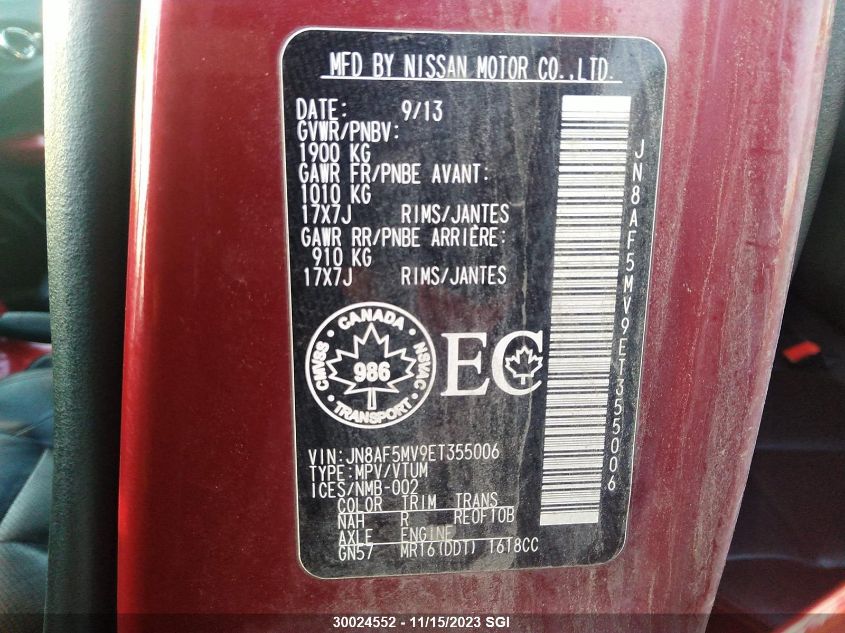 MFD BY NISSAN MOTOR CO.,LTD.
DATE: 9/13
GVWR/PNBV:
1900 KG
GAWR FR/PNBE AVANT:
1010 KG
17X7J RIMS/JANTES
GAWR RR/PNBE ARRIÈRE:
910 KG
17X7J RIMS/JANTES
JN8AF5MV9ET355006
CANADA
CMVSS 986 NSVAC
TRANSPORT
EC
VIN:JN8AF5MV9ET355006
TYPE:MPV/VTUM
ICES/NMB-002
COLOR TRIM TRANS
NAH R REOF10B
AXLE ENGINE
GN57 MR16(DDT) 16T8CC
30024552 - 11/15/2023 SGI